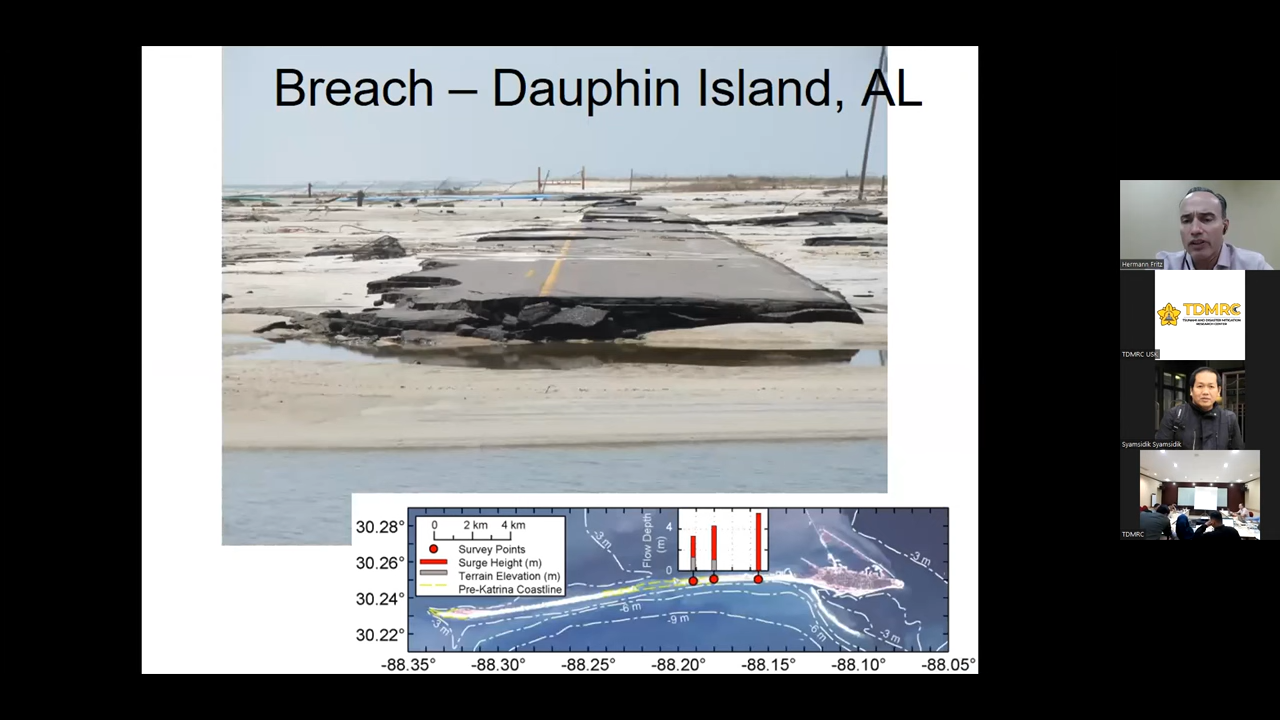 Breach – Dauphin Island, AL
Hermann Fritz
TDMRC
TSUNAMI AND DISASTER MITIGATION
RESEARCH CENTER
TDMRC USK
Syamsidik Syamsidik
TDMRC
30.28°
30.26°
30.24°
30.22°
0 2 km 4 km
Survey Points
Surge Height (m)
Terrain Elevation (m)
Pre-Katrina Coastline
Flow Depth
(m)
4
0
-3 m
-3 m
-3 m
-6 m
-9 m
-6 m
-3 m
-88.35° -88.30° -88.25° -88.20° -88.15° -88.10° -88.05°